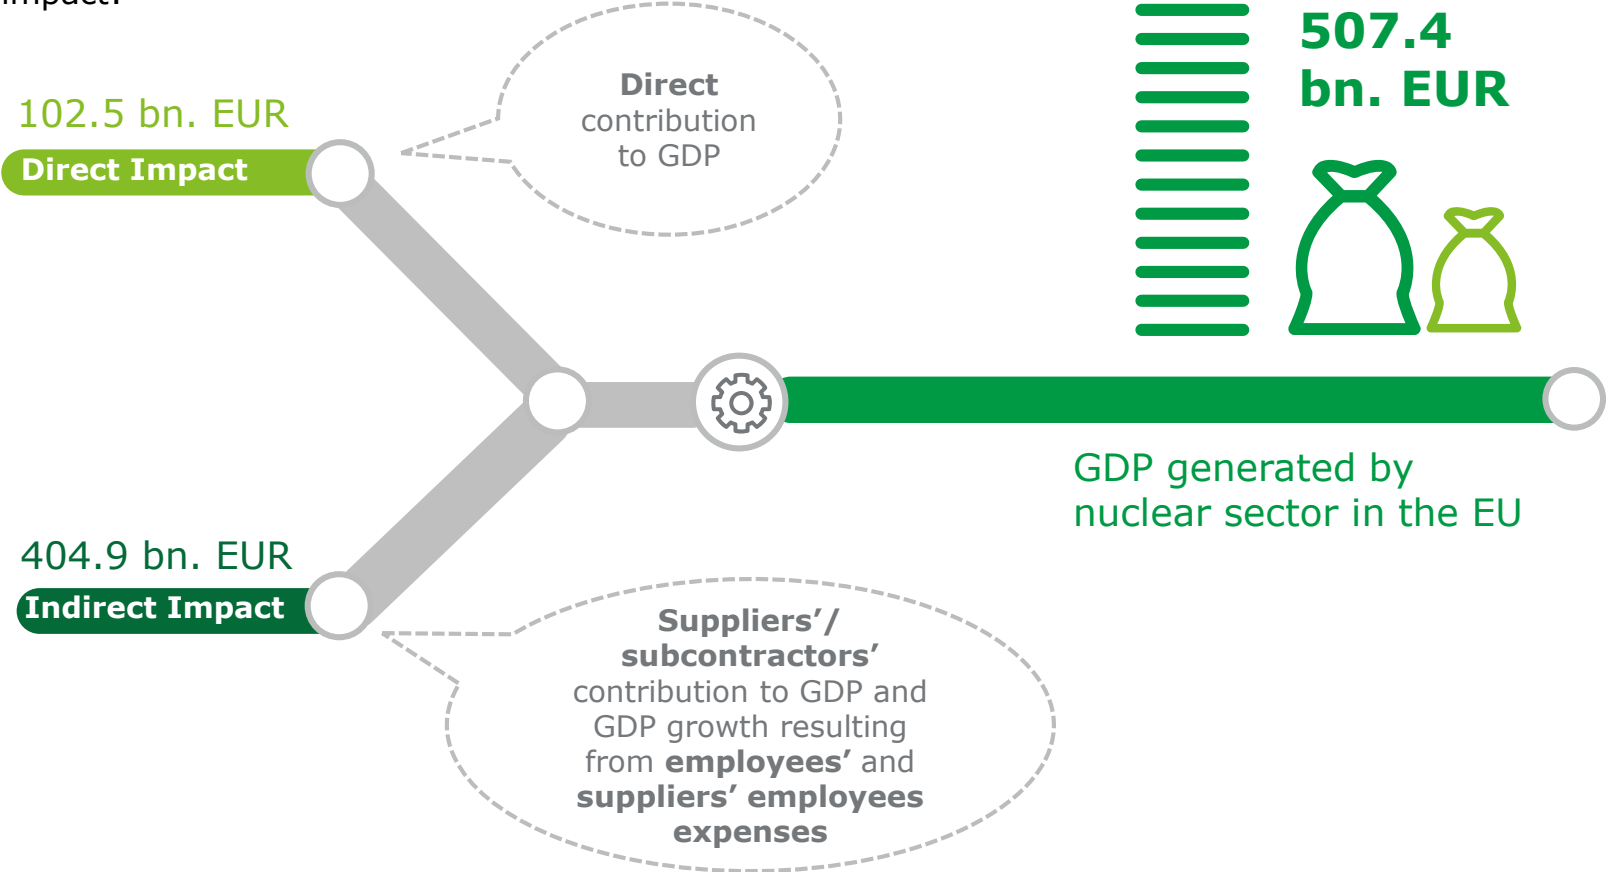 impact.
102.5 bn. EUR
Direct Impact
Direct
contribution
to GDP
507.4
bn. EUR
GDP generated by
nuclear sector in the EU
404.9 bn. EUR
Indirect Impact
Suppliers’/
subcontractors’
contribution to GDP and
GDP growth resulting
from employees’ and
suppliers’ employees
expenses